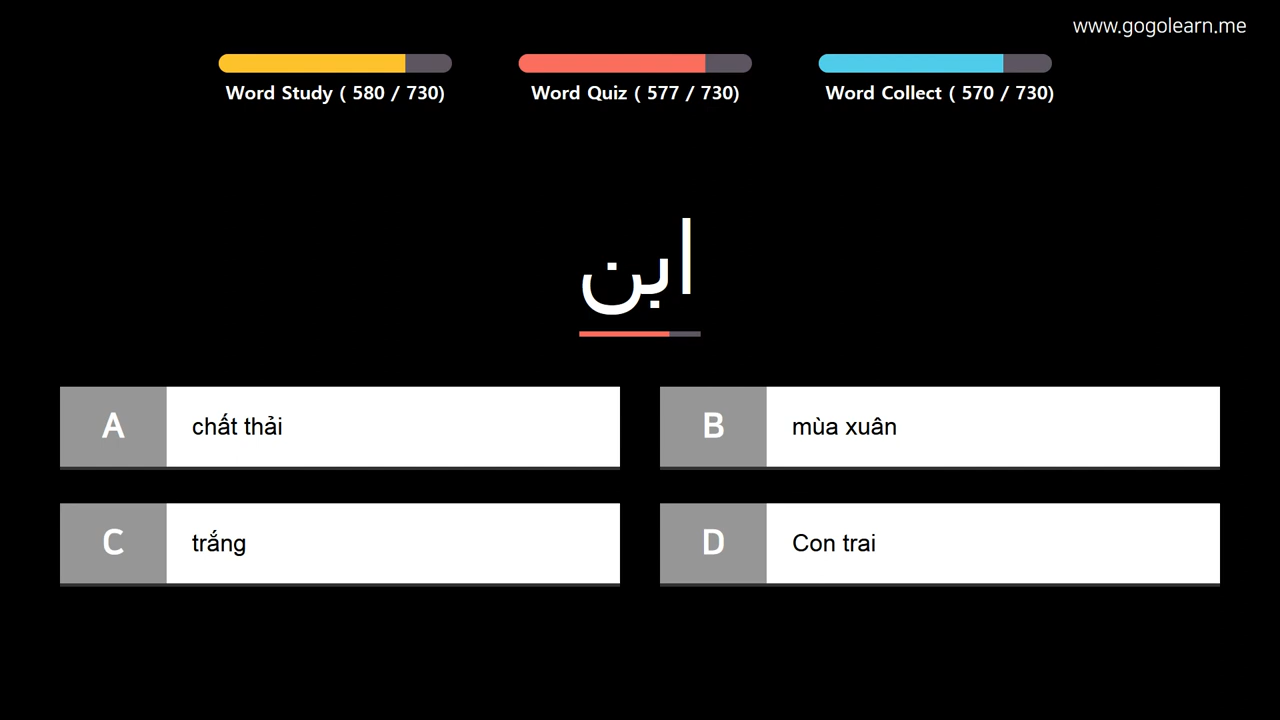 www.gogolearn.me
Word Study ( 580 / 730)
Word Quiz ( 577 / 730)
Word Collect ( 570 / 730)
ابن
A
chất thải
B
mùa xuân
C
trắng
D
Con trai